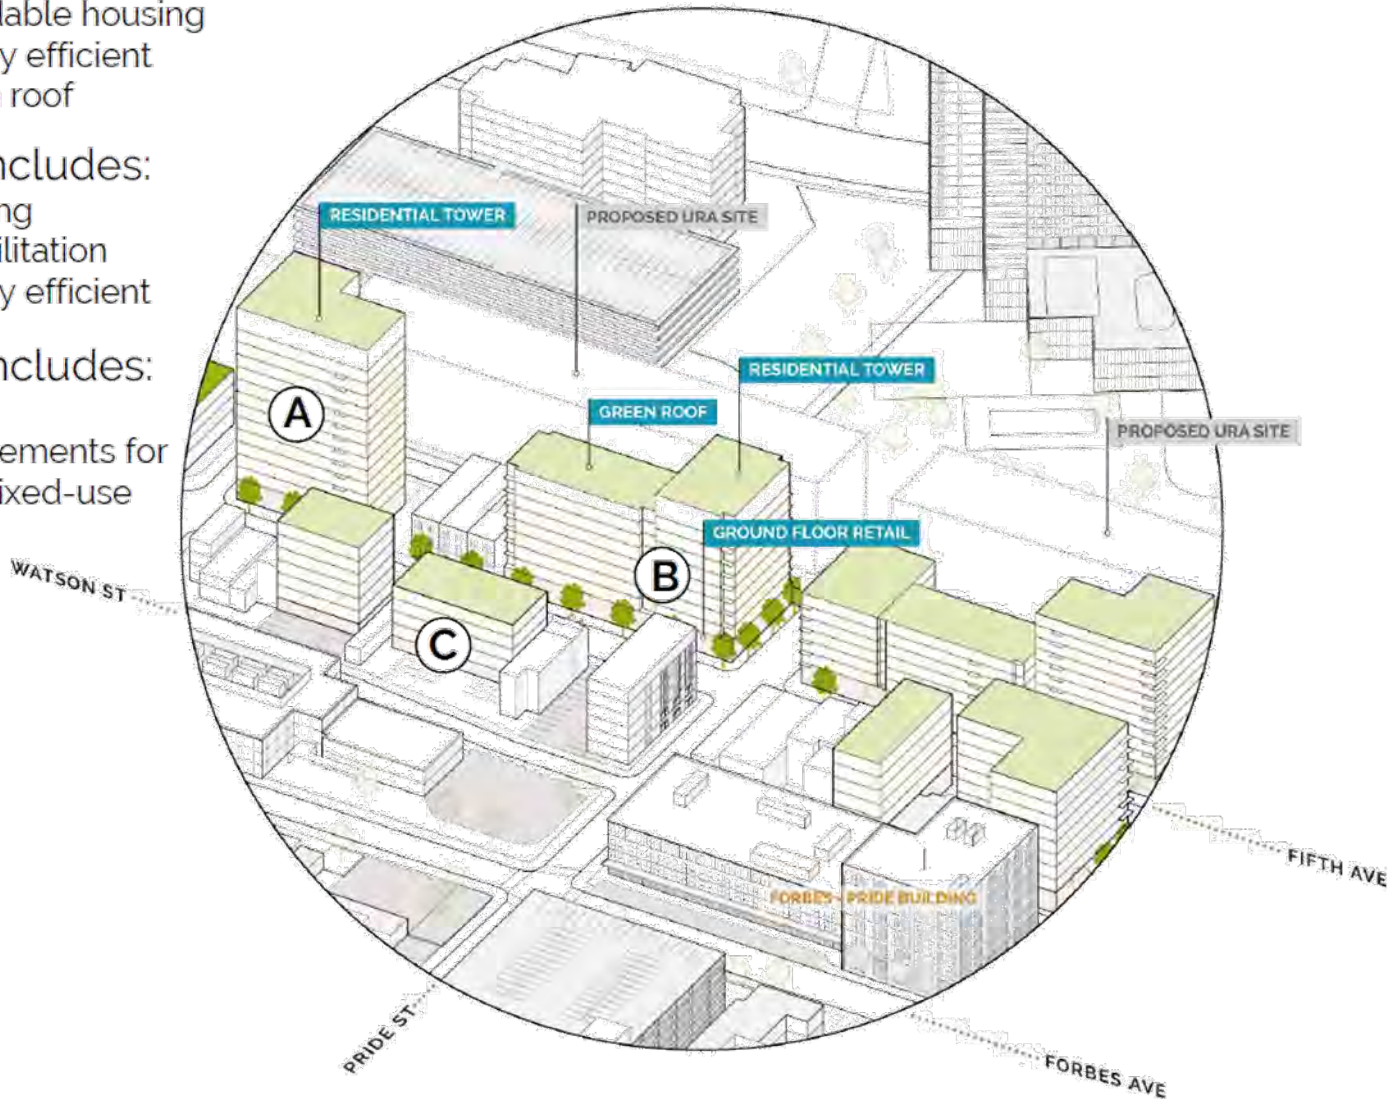 dable housing
y efficient
roof
ncludes:
ng
ilitation
y efficient
ncludes:
ements for
ixed-use
RESIDENTIAL TOWER
PROPOSED URA SITE
RESIDENTIAL TOWER
GREEN ROOF
PROPOSED URA SITE
A
GROUND FLOOR RETAIL
B
C
WATSON ST
FIFTH AVE
FORBES - PRIDE BUILDING
PRIDE ST
FORBES AVE